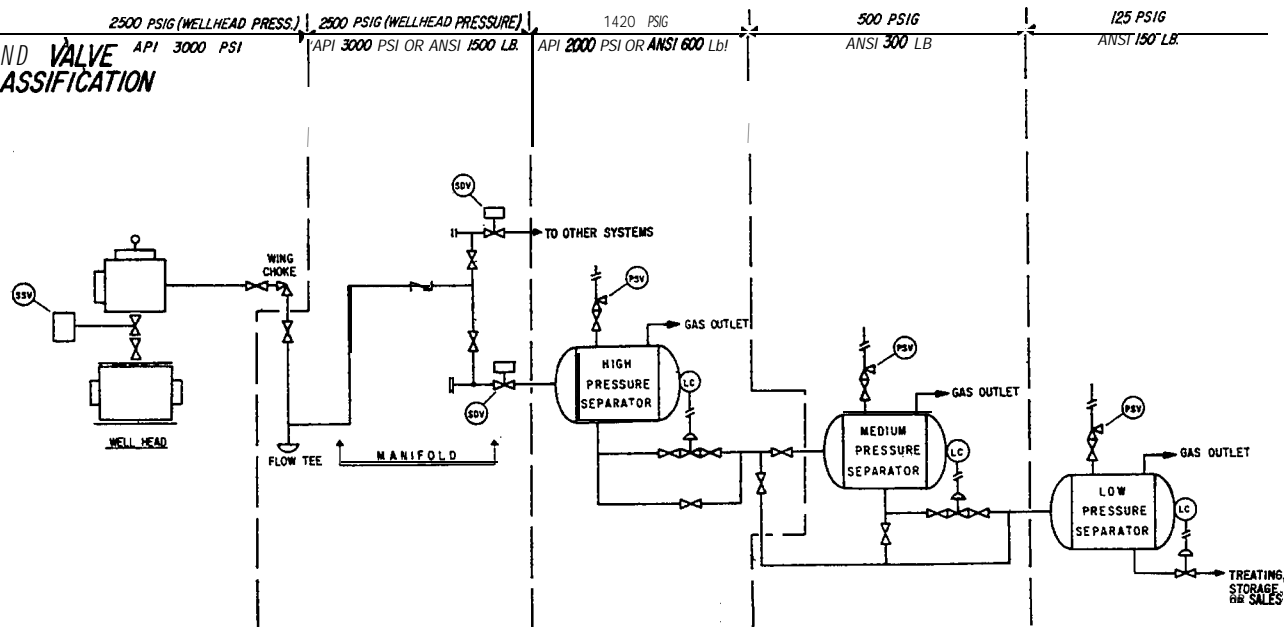 2500 PSIG (WELLHEAD PRESS.)
2500 PSIG (WELLHEAD PRESSURE)
1420 PSIG
500 PSIG
125 PSIG
API 3000 PSI
API 3000 PSI OR ANSI 1500 LB.
API 2000 PSI OR ANSI 600 Lb!
ANSI 300 LB
ANSI 150 LB.
ND VALVE
ASSIFICATION
SDV
TO OTHER SYSTEMS
WING
CHOKE
SSV
PSV
GAS OUTLET
HIGH
PRESSURE
SEPARATOR
LC
SDV
WELL HEAD
FLOW TEE
MANIFOLD
PSV
GAS OUTLET
MEDIUM
PRESSURE
SEPARATOR
LC
PSV
GAS OUTLET
LOW
PRESSURE
SEPARATOR
LC
TREATING,
STORAGE,
OR SALES